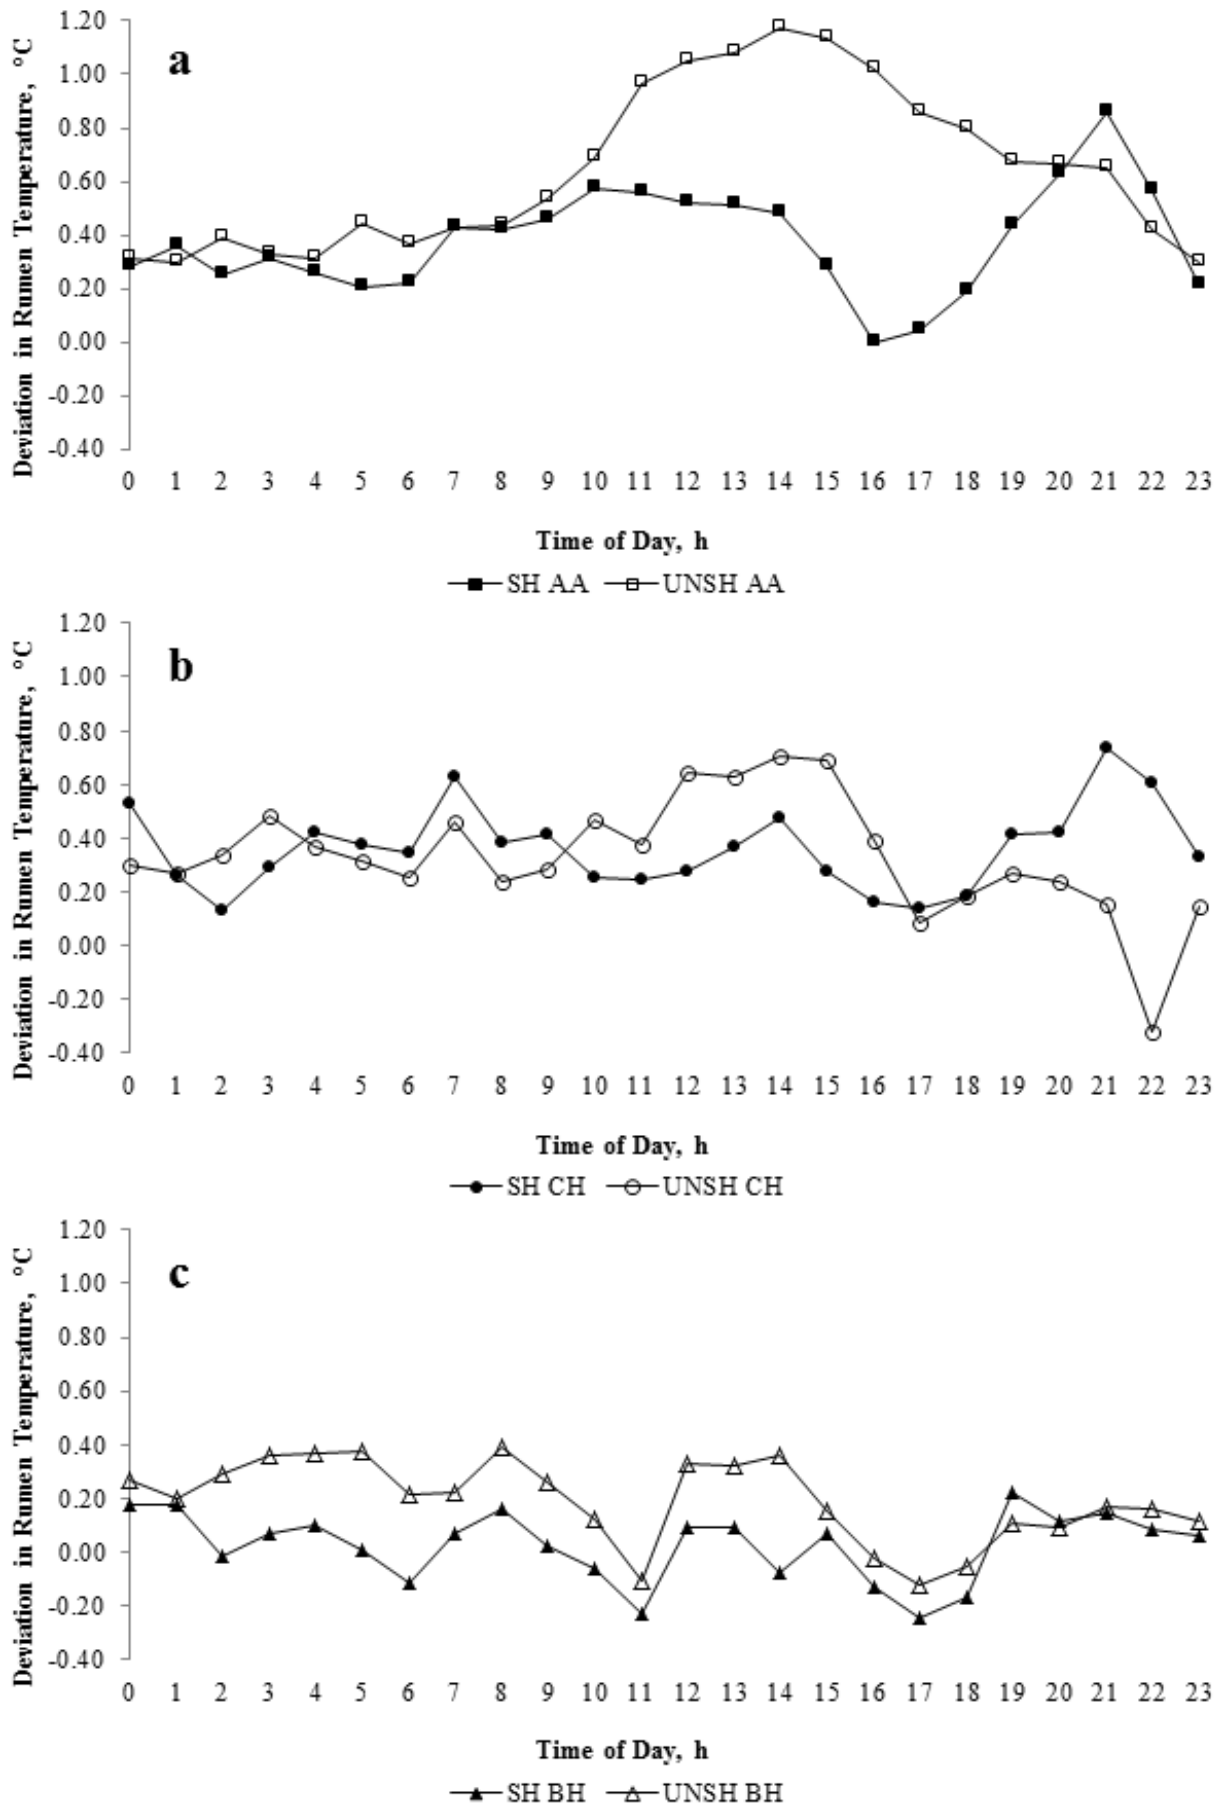 a
Deviation in Rumen Temperature, °C
1.20
1.00
0.80
0.60
0.40
0.20
0.00
-0.20
-0.40
0 1 2 3 4 5 6 7 8 9 10 11 12 13 14 15 16 17 18 19 20 21 22 23
Time of Day, h
SH AA UNSH AA
b
Deviation in Rumen Temperature, °C
1.20
1.00
0.80
0.60
0.40
0.20
0.00
-0.20
-0.40
0 1 2 3 4 5 6 7 8 9 10 11 12 13 14 15 16 17 18 19 20 21 22 23
Time of Day, h
SH CH UNSH CH
c
Deviation in Rumen Temperature, °C
1.20
1.00
0.80
0.60
0.40
0.20
0.00
-0.20
-0.40
0 1 2 3 4 5 6 7 8 9 10 11 12 13 14 15 16 17 18 19 20 21 22 23
Time of Day, h
SH BH UNSH BH